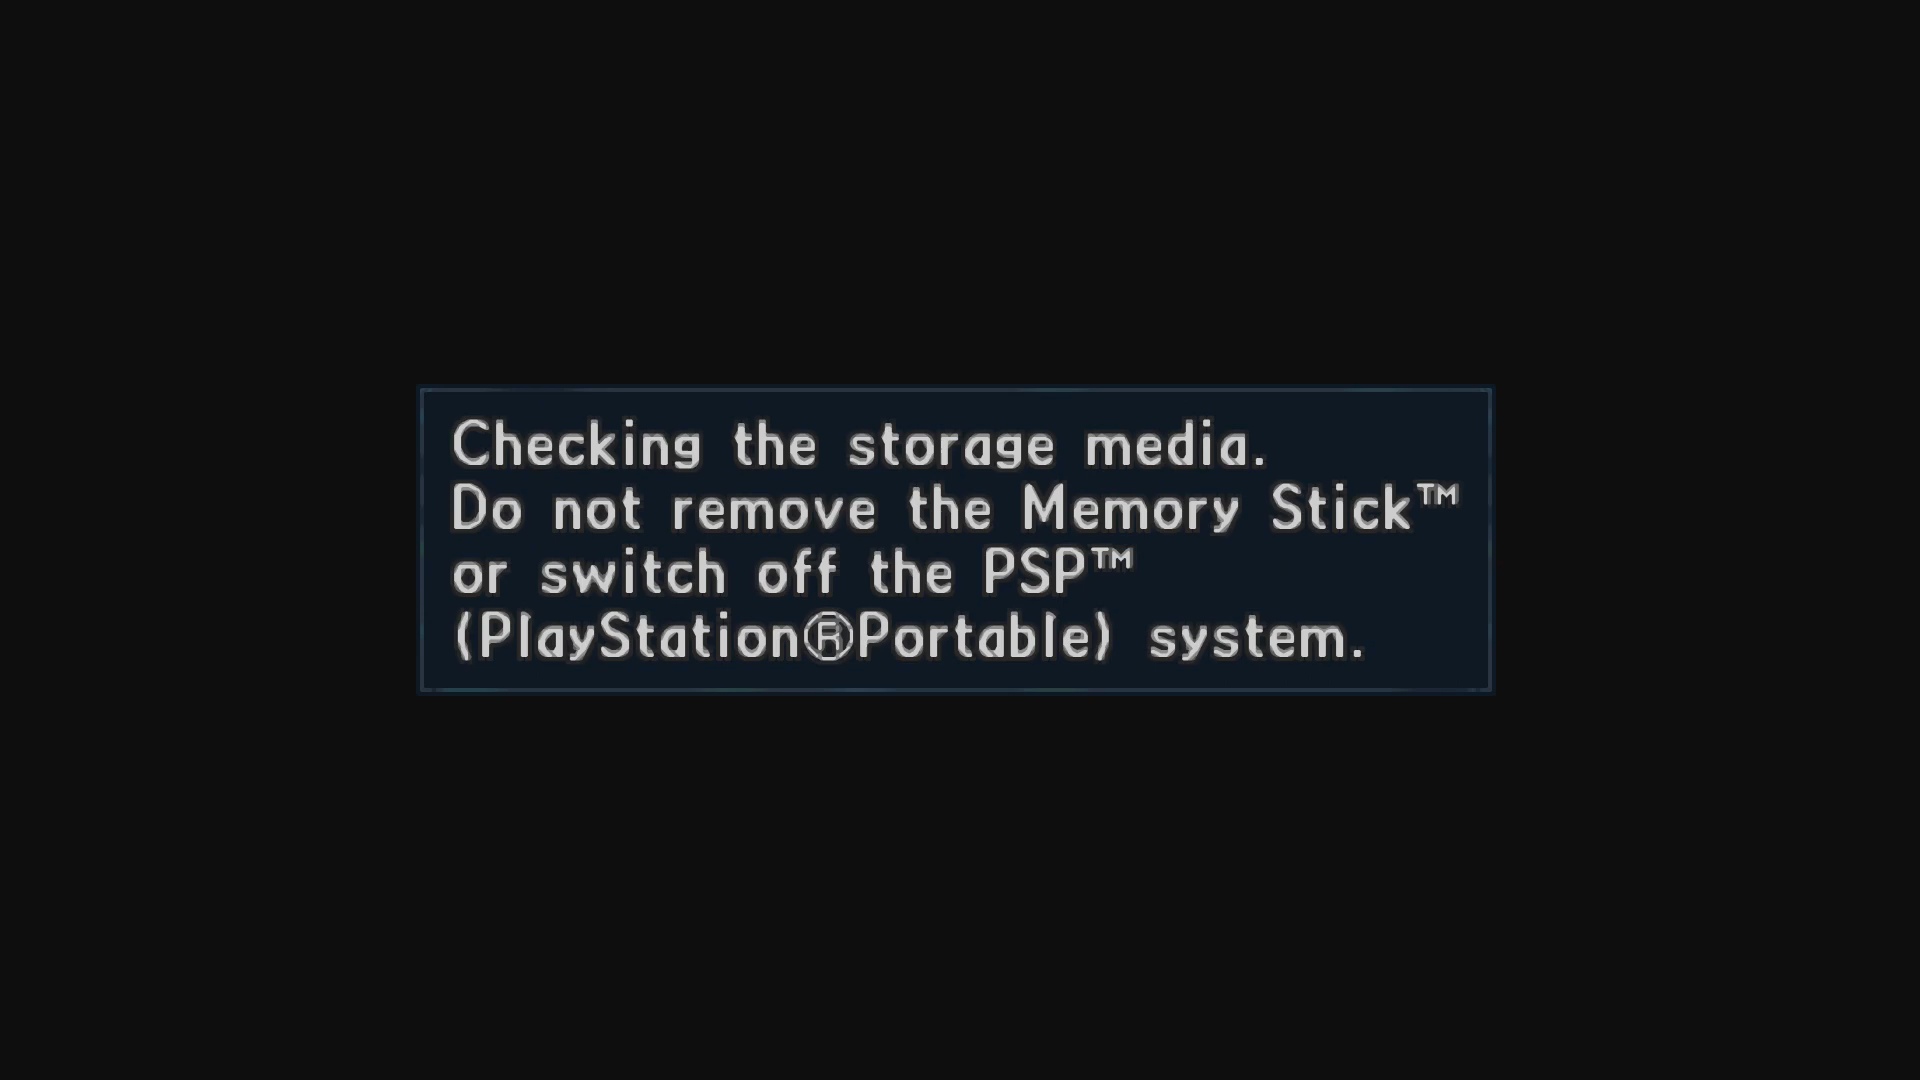 Checking the storage media.
Do not remove the Memory Stick™
or switch off the PSP™
(PlayStation®Portable) system.